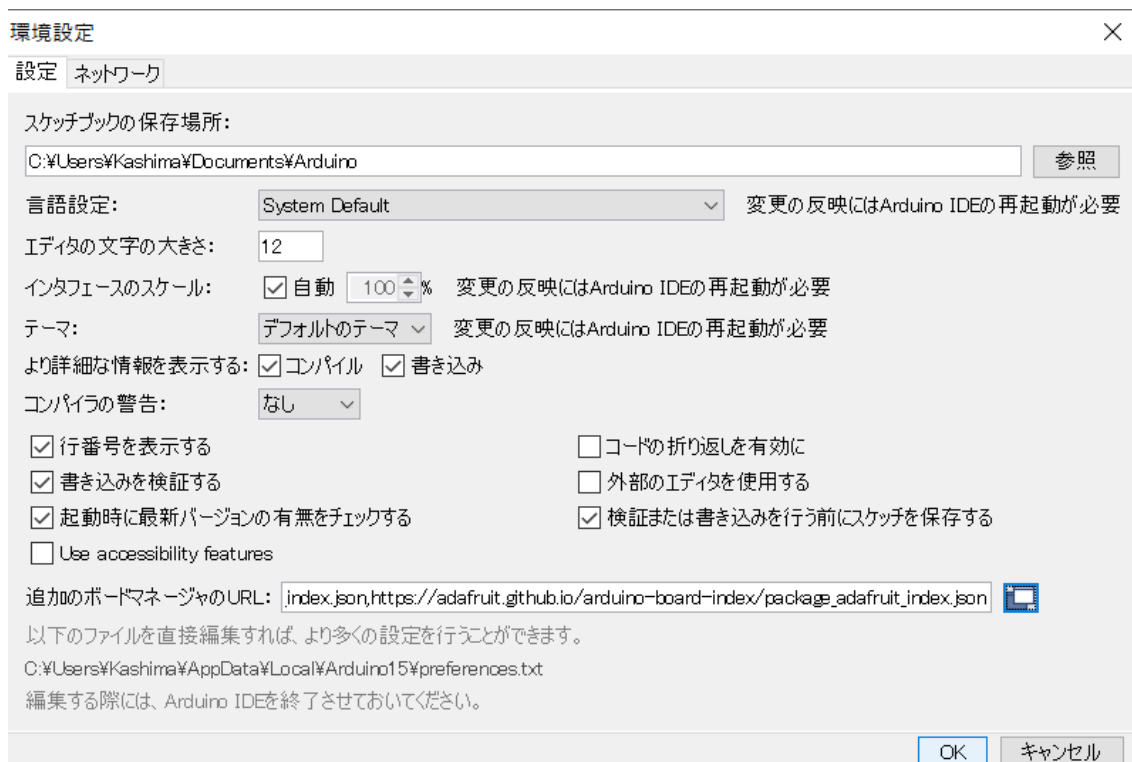 環境設定
設定 ネットワーク
スケッチブックの保存場所:
C:¥Users¥Kashima¥Documents¥Arduino 参照
言語設定: System Default 変更の反映にはArduino IDEの再起動が必要
エディタの文字の大きさ: 12
インタフェースのスケール: 自動 100 % 変更の反映にはArduino IDEの再起動が必要
テーマ: デフォルトのテーマ 変更の反映にはArduino IDEの再起動が必要
より詳細な情報を表示する: コンパイル 書き込み
コンパイラの警告: なし
行番号を表示する コードの折り返しを有効に
書き込みを検証する 外部のエディタを使用する
起動時に最新バージョンの有無をチェックする 検証または書き込みを行う前にスケッチを保存する
Use accessibility features
追加のボードマネージャのURL: _index.json,https://adafruit.github.io/arduino-board-index/package_adafruit_index.json
以下のファイルを直接編集すれば、より多くの設定を行うことができます。
C:¥Users¥Kashima¥AppData¥Local¥Arduino15¥preferences.txt
編集する際には、Arduino IDEを終了させておいてください。
OK キャンセル